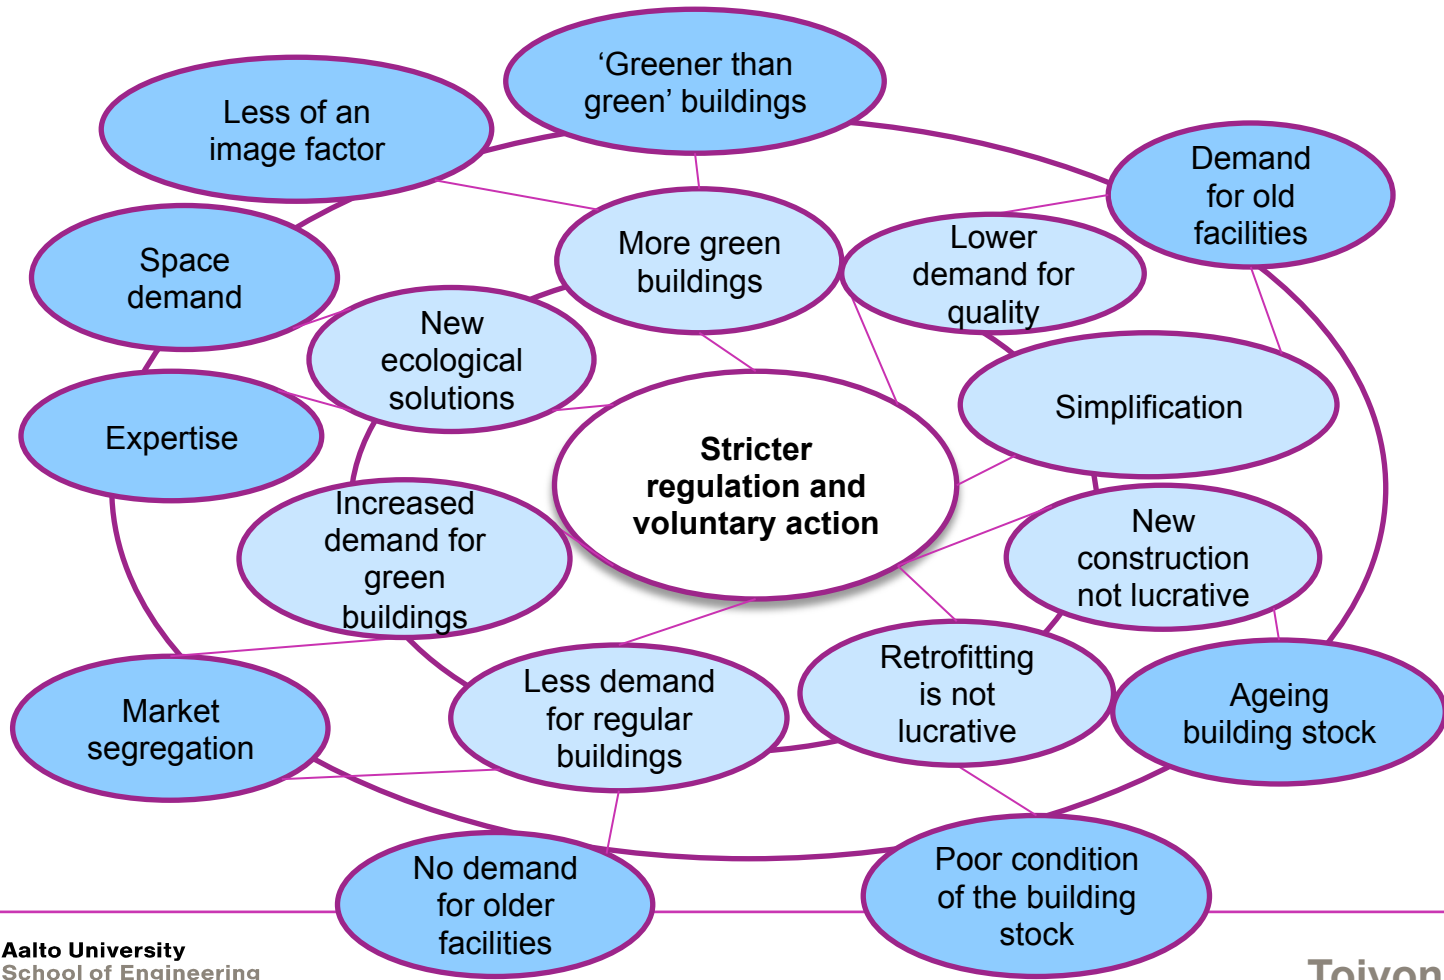 ‘Greener than
green’ buildings
Less of an
image factor
Demand
for old
facilities
More green
buildings
Lower
demand for
quality
Space
demand
New
ecological
solutions
Simplification
Expertise
Stricter
regulation and
voluntary action
Increased
demand for
green
buildings
New
construction
not lucrative
Less demand
for regular
buildings
Retrofitting
is not
lucrative
Market
segregation
Ageing
building stock
No demand
for older
facilities
Poor condition
of the building
stock
Aalto University
School of Engineering
Toivon